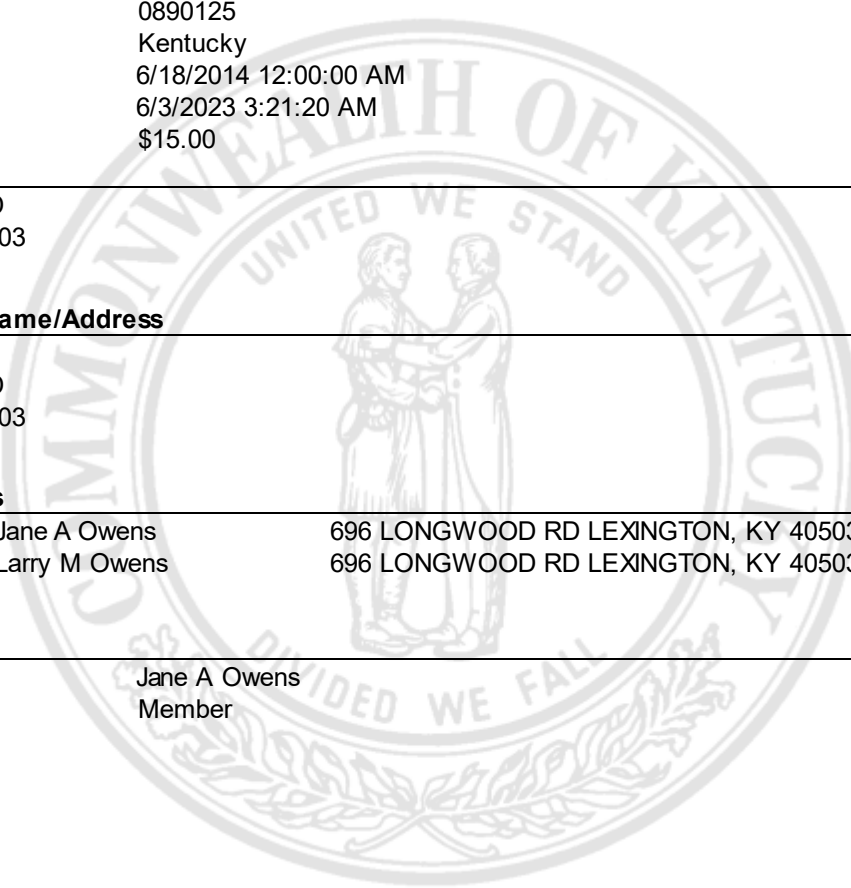 0890125
Kentucky
6/18/2014 12:00:00 AM
6/3/2023 3:21:20 AM
$15.00
03
ame/Address
03
s
Jane A Owens 696 LONGWOOD RD LEXINGTON, KY 40503
Larry M Owens 696 LONGWOOD RD LEXINGTON, KY 40503
Jane A Owens
Member
COMMONWEALTH OF KENTUCKY
UNITED WE STAND
DIVIDED WE FALL